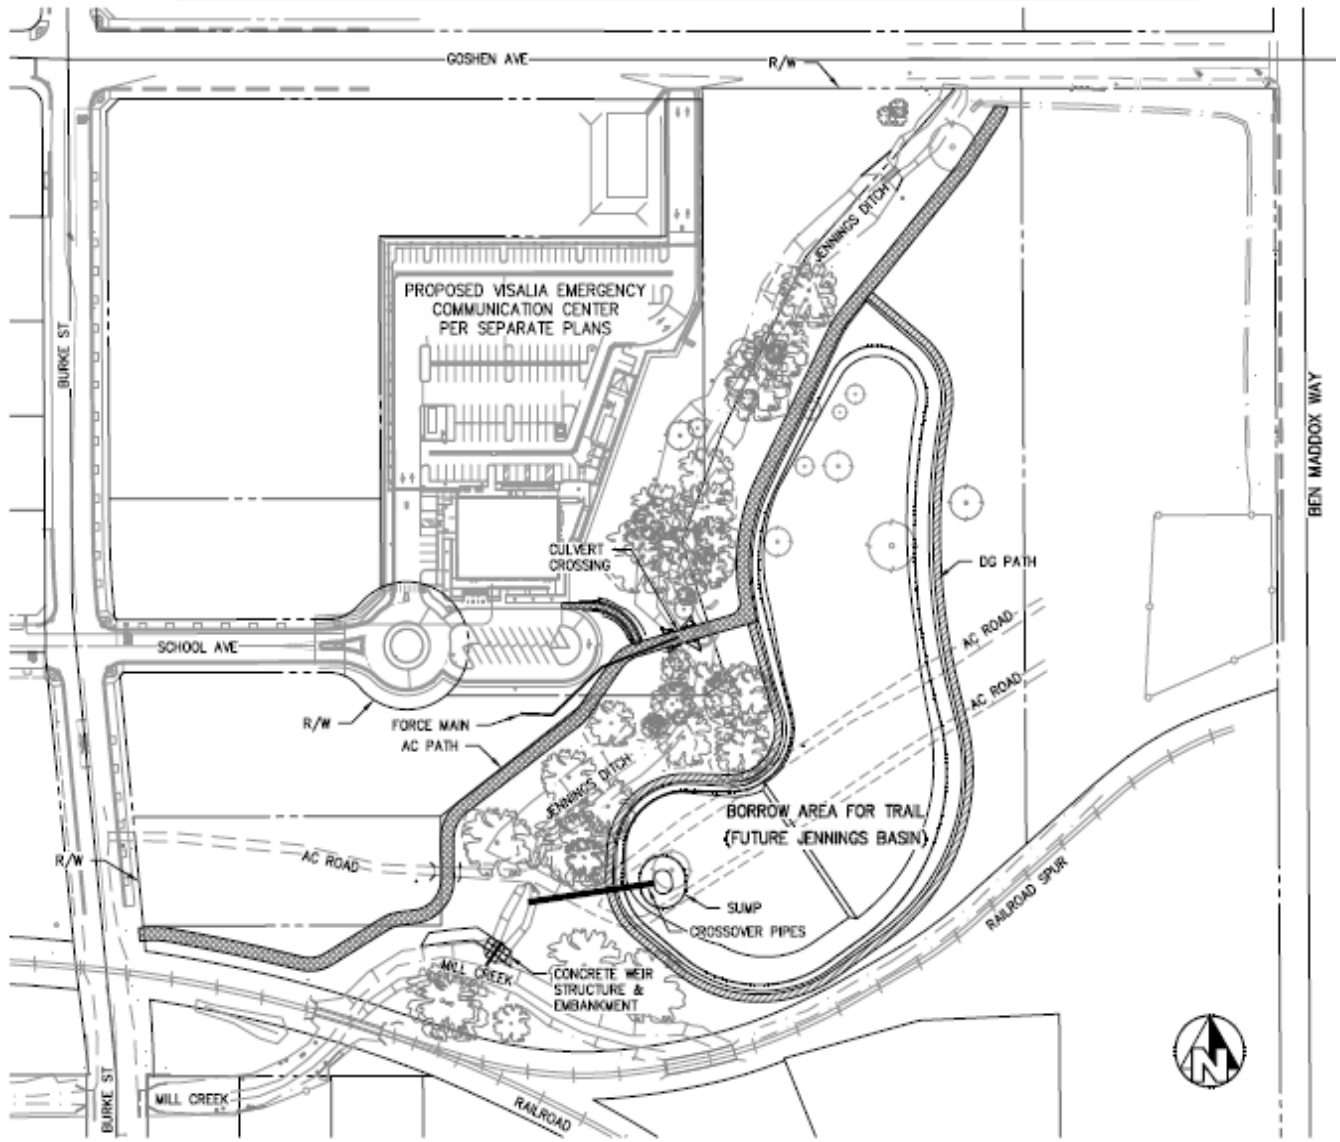 GOSHEN AVE
R/W
JENNINGS DITCH
PROPOSED VISALIA EMERGENCY
COMMUNICATION CENTER
PER SEPARATE PLANS
BURKE ST
BEN MADDOX WAY
CULVERT
CROSSING
DG PATH
SCHOOL AVE
AC ROAD
AC ROAD
R/W
FORCE MAIN
AC PATH
JENNINGS DITCH
BORROW AREA FOR TRAIL
(FUTURE JENNINGS BASIN)
R/W
AC ROAD
RAILROAD SPUR
SUMP
CROSSOVER PIPES
MILL CREEK
CONCRETE WEIR
STRUCTURE &
EMBANKMENT
N
BURKE ST
MILL CREEK
RAILROAD